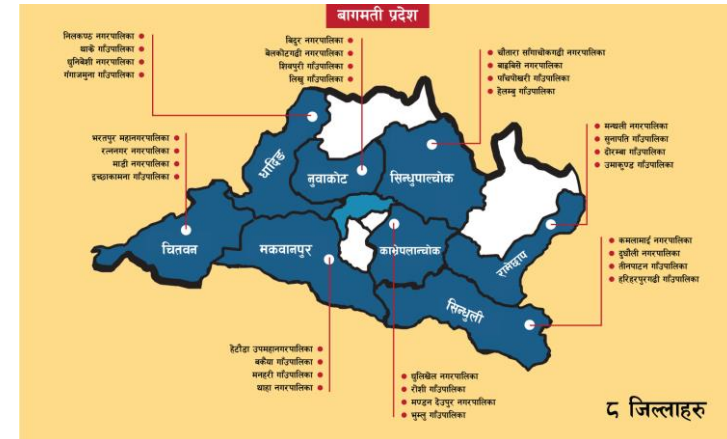 बागमती प्रदेश
निलकण्ठ नगरपालिका
थाक्रे गाउँपालिका
धुनिबेशी नगरपालिका
गंगाजमुना गाउँपालिका
बिदुर नगरपालिका
बेलकोटगढी नगरपालिका
शिवपुरी गाउँपालिका
लिखु गाउँपालिका
चौतारा साँगाचोकगढी नगरपालिका
बाह्रबिसे नगरपालिका
पाँचपोखरी गाउँपालिका
हेलम्बु गाउँपालिका
भरतपुर महानगरपालिका
रत्ननगर नगरपालिका
माडी नगरपालिका
इच्छाकामना गाउँपालिका
मन्थली नगरपालिका
सुनापति गाउँपालिका
दोरम्बा गाउँपालिका
उमाकुण्ड गाउँपालिका
धादिङ
नुवाकोट
सिन्धुपाल्चोक
चितवन
मकवानपुर
काभ्रेपलान्चोक
रामेछाप
सिन्धुली
कमलामाई नगरपालिका
दुधौली नगरपालिका
तीनपाटन गाउँपालिका
हरिहरपुरगढी गाउँपालिका
हेटौडा उपमहानगरपालिका
बकैया गाउँपालिका
मनहरी गाउँपालिका
थाहा नगरपालिका
धुलिखेल नगरपालिका
रोशी गाउँपालिका
मण्डन देउपुर नगरपालिका
भुम्लु गाउँपालिका
८ जिल्लाहरु